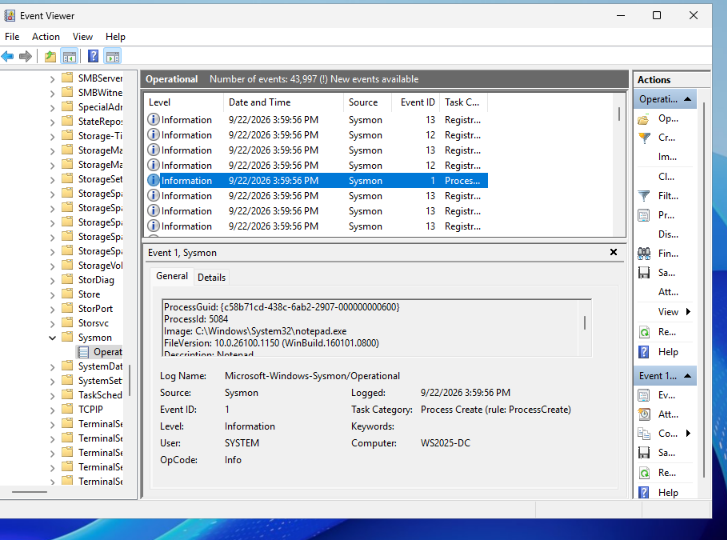 Event Viewer
File Action View Help
SMBServer
SMBWitne
SpecialAdr
StateRepos
Storage-Ti
StorageMa
StorageMa
StorageSet
StorageSpa
StorageSpa
StorageSpa
StorageSpa
StorageSpa
StorageVol
StorDiag
Store
StorPort
Storsvc
Sysmon
Operat
SystemDat
SystemSet
TaskSched
TCPIP
TerminalSe
TerminalSe
TerminalSe
TerminalSe
TerminalSe
Operational Number of events: 43,997 (!) New events available
Level Date and Time Source Event ID Task C...
Information 9/22/2026 3:59:56 PM Sysmon 13 Registr...
Information 9/22/2026 3:59:56 PM Sysmon 12 Registr...
Information 9/22/2026 3:59:56 PM Sysmon 13 Registr...
Information 9/22/2026 3:59:56 PM Sysmon 12 Registr...
Information 9/22/2026 3:59:56 PM Sysmon 1 Proces...
Information 9/22/2026 3:59:56 PM Sysmon 13 Registr...
Information 9/22/2026 3:59:56 PM Sysmon 13 Registr...
Information 9/22/2026 3:59:56 PM Sysmon 13 Registr...
Event 1, Sysmon
General Details
ProcessGuid: {c58b71cd-438c-6ab2-2907-000000000600}
ProcessId: 5084
Image: C:\Windows\System32\notepad.exe
FileVersion: 10.0.26100.1150 (WinBuild.160101.0800)
Description: Notepad
Log Name: Microsoft-Windows-Sysmon/Operational
Source: Sysmon Logged: 9/22/2026 3:59:56 PM
Event ID: 1 Task Category: Process Create (rule: ProcessCreate)
Level: Information Keywords:
User: SYSTEM Computer: WS2025-DC
OpCode: Info
Actions
Operati...
Op...
Cr...
Im...
Cl...
Filt...
Pr...
Dis...
Fin...
Sa...
Att...
View
Re...
Help
Event 1...
Ev...
Att...
Co...
Sa...
Re...
Help